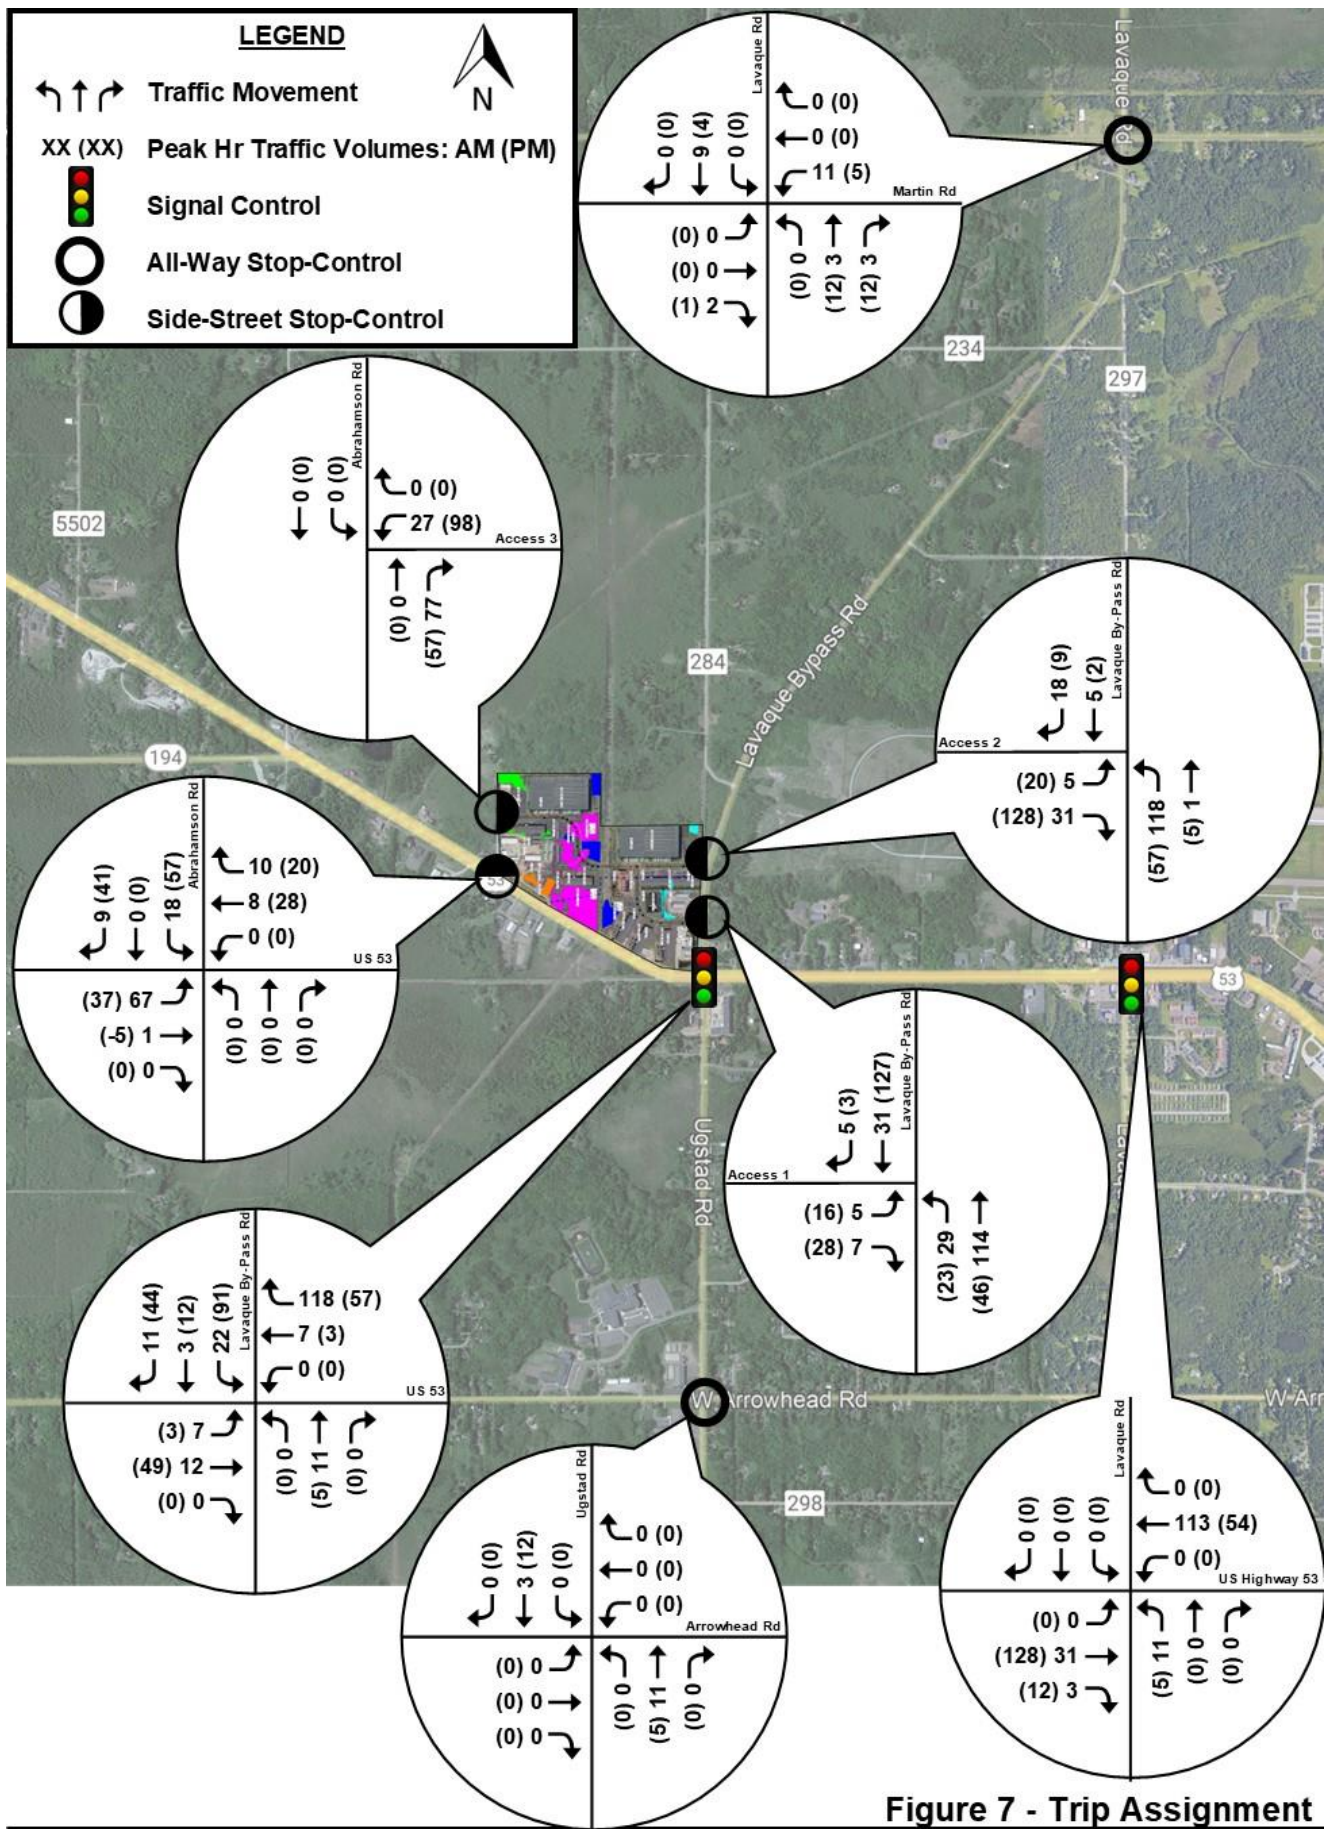 LEGEND
N
Traffic Movement
XX (XX) Peak Hr Traffic Volumes: AM (PM)
Signal Control
All-Way Stop-Control
Side-Street Stop-Control
Lavaque Rd
0 (0)
9 (4)
0 (0)
0 (0)
0 (0)
11 (5)
Martin Rd
(0) 0
(0) 0
(1) 2
(0) 0
(12) 3
(12) 3
Lavaque Rd
234
297
5502
284
194
Lavaque Bypass Rd
Abrahamson Rd
0 (0)
0 (0)
0 (0)
27 (98)
Access 3
(0) 0
(57) 77
Lavaque By-Pass Rd
18 (9)
5 (2)
Access 2
(20) 5
(128) 31
(57) 118
(5) 1
Abrahamson Rd
9 (41)
0 (0)
18 (57)
10 (20)
8 (28)
0 (0)
US 53
(37) 67
(-5) 1
(0) 0
(0) 0
(0) 0
(0) 0
53
53
Lavaque By-Pass Rd
5 (3)
31 (127)
Access 1
(16) 5
(28) 7
(23) 29
(46) 114
Ugstad Rd
Lavaque By-Pass Rd
11 (44)
3 (12)
22 (91)
118 (57)
7 (3)
0 (0)
US 53
(3) 7
(49) 12
(0) 0
(0) 0
(5) 11
(0) 0
W Arrowhead Rd
W Arr
298
Ugstad Rd
0 (0)
3 (12)
0 (0)
0 (0)
0 (0)
0 (0)
Arrowhead Rd
(0) 0
(0) 0
(0) 0
(0) 0
(5) 11
(0) 0
Lavaque Rd
0 (0)
0 (0)
0 (0)
0 (0)
113 (54)
0 (0)
US Highway 53
(0) 0
(128) 31
(12) 3
(5) 11
(0) 0
(0) 0
Figure 7 - Trip Assignment